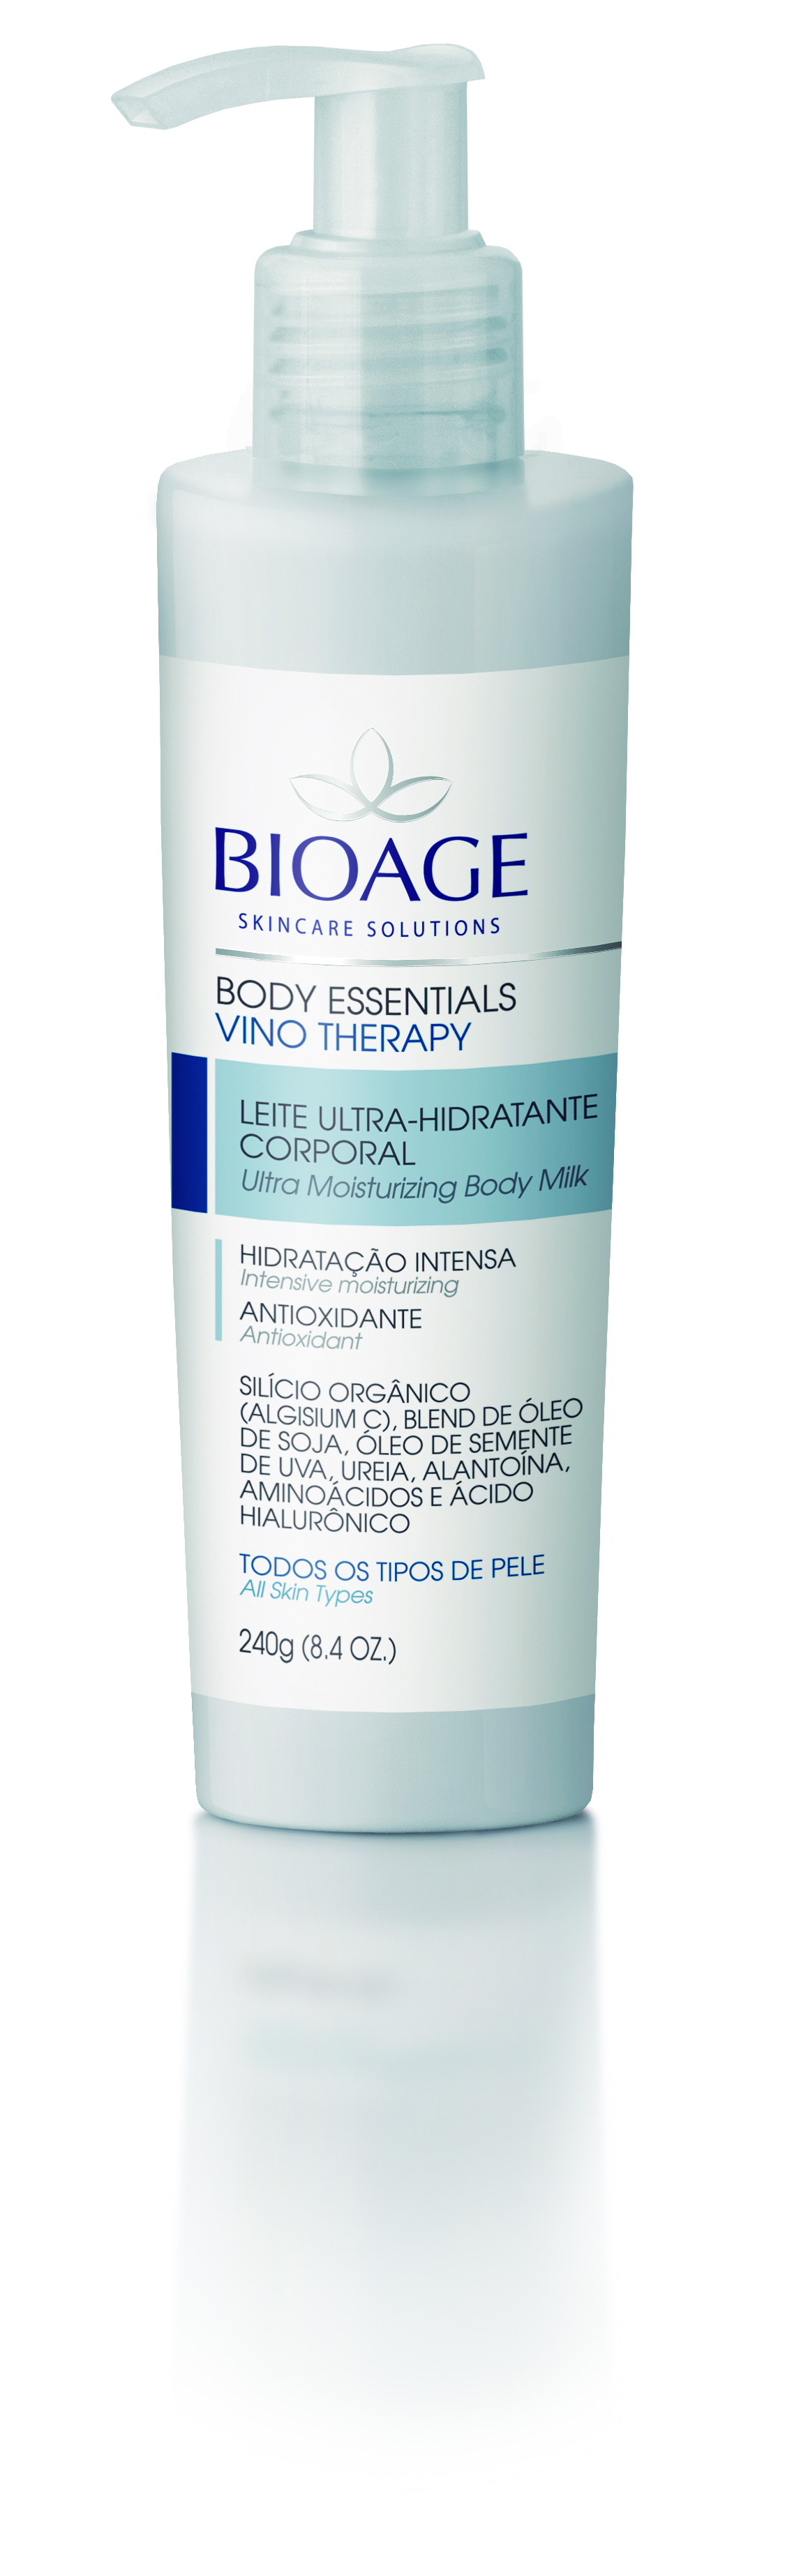 BIOAGE
SKINCARE SOLUTIONS
BODY ESSENTIALS
VINO THERAPY
LEITE ULTRA-HIDRATANTE
CORPORAL
Ultra Moisturizing Body Milk
HIDRATAÇÃO INTENSA
Intensive moisturizing
ANTIOXIDANTE
Antioxidant
SILÍCIO ORGÂNICO
(ALGISIUM C), BLEND DE ÓLEO
DE SOJA, ÓLEO DE SEMENTE
DE UVA, UREIA, ALANTOÍNA,
AMINOÁCIDOS E ÁCIDO
HIALURÔNICO
TODOS OS TIPOS DE PELE
All Skin Types
240g (8.4 OZ.)